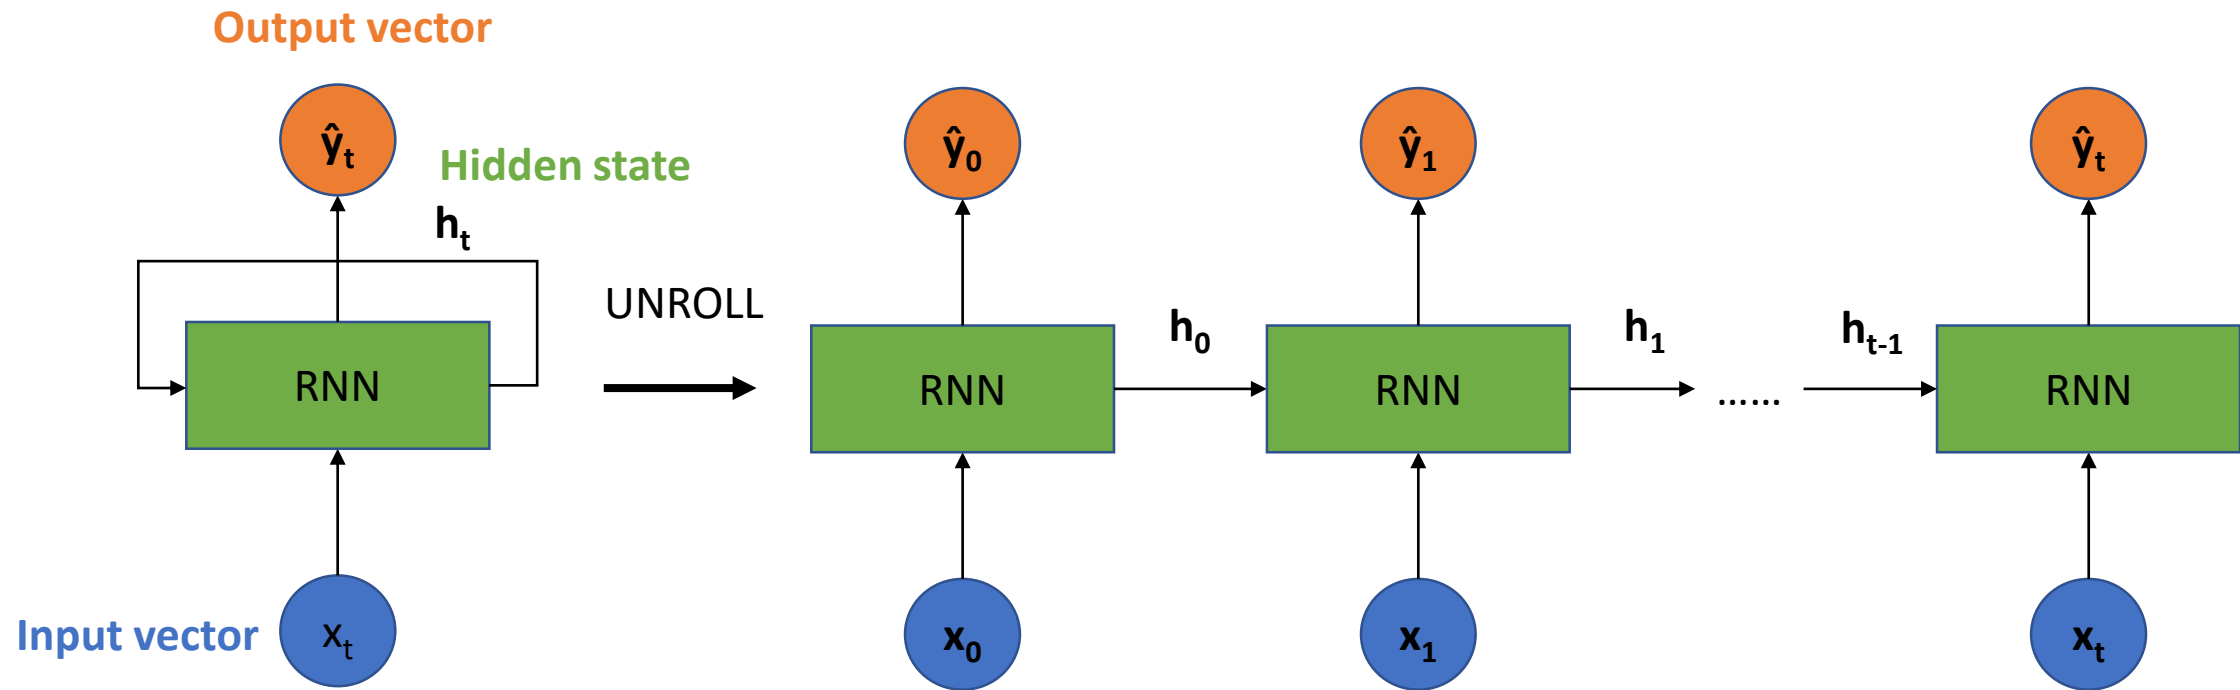 Output vector
ŷt
Hidden state
ht
RNN
Input vector
xt
UNROLL
ŷ0
ŷ1
ŷt
h0
h1
ht-1
RNN
RNN
......
RNN
x0
x1
xt